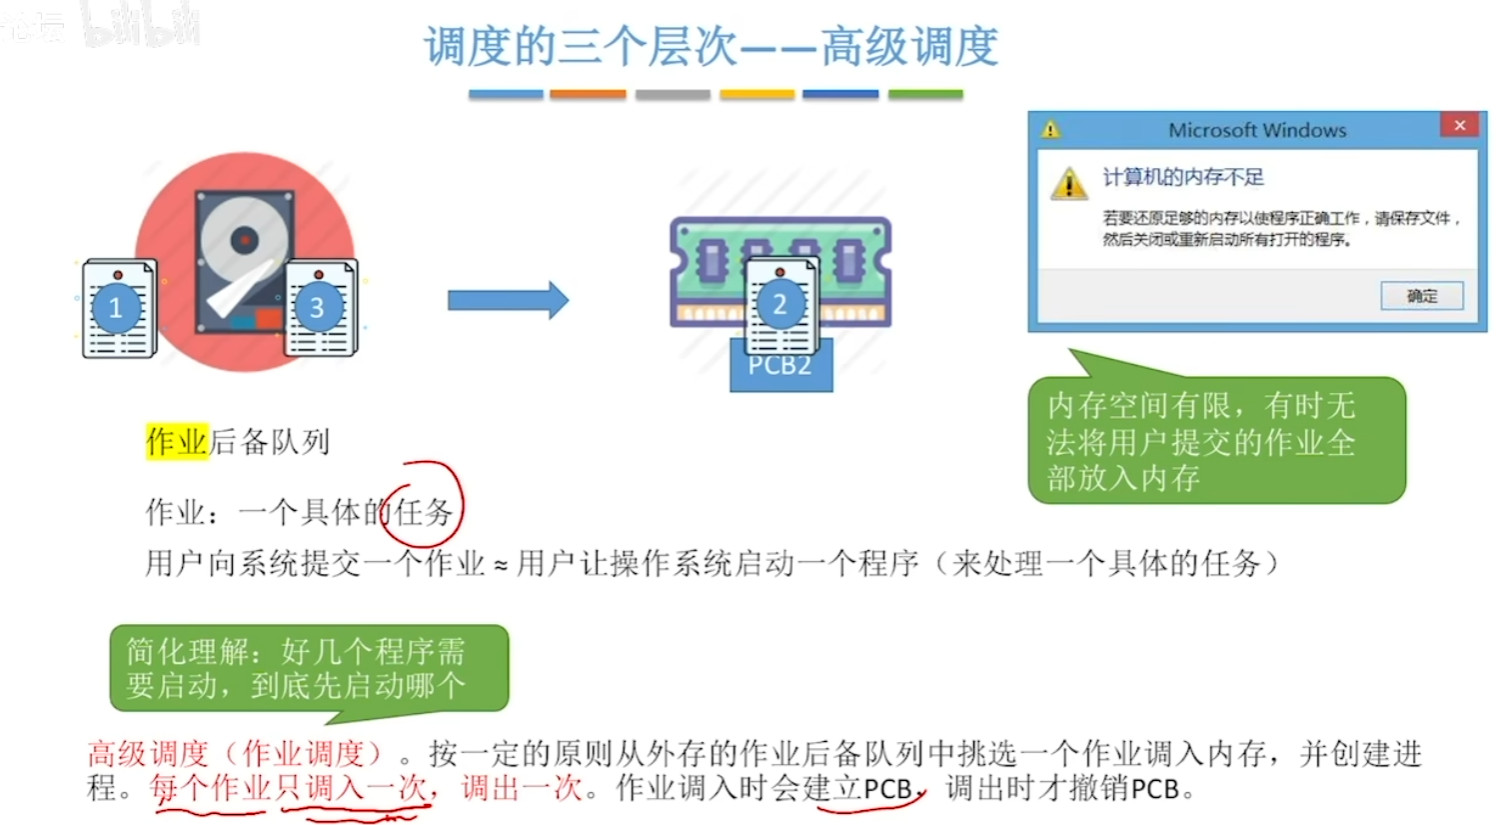 论坛 bilibili
调度的三个层次——高级调度
Microsoft Windows
计算机的内存不足
若要还原足够的内存以使程序正确工作，请保存文件，
然后关闭或重新启动所有打开的程序。
确定
1
3
2
PCB2
内存空间有限，有时无
法将用户提交的作业全
部放入内存
作业后备队列
作业：一个具体的任务
用户向系统提交一个作业 ≈ 用户让操作系统启动一个程序（来处理一个具体的任务）
简化理解：好几个程序需
要启动，到底先启动哪个
高级调度（作业调度）。按一定的原则从外存的作业后备队列中挑选一个作业调入内存，并创建进
程。每个作业只调入一次，调出一次。作业调入时会建立PCB，调出时才撤销PCB。